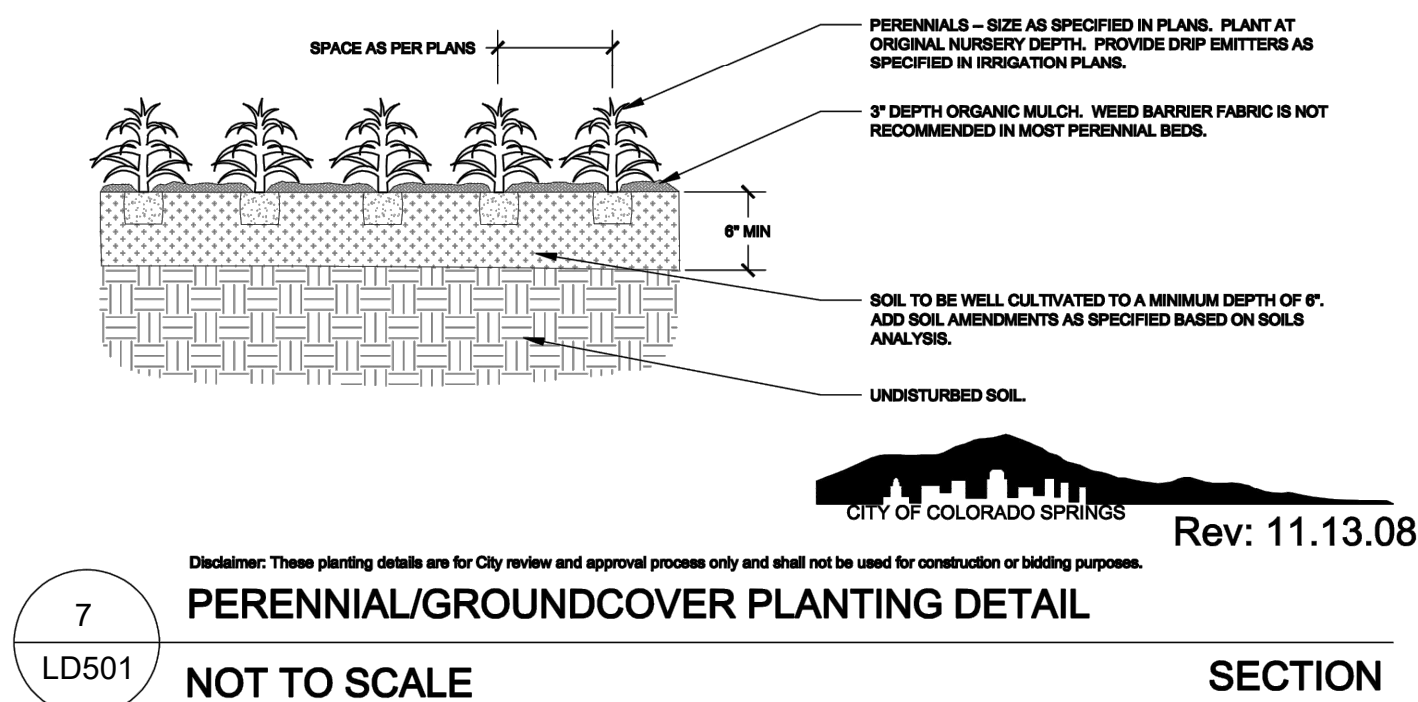 SPACE AS PER PLANS
PERENNIALS – SIZE AS SPECIFIED IN PLANS. PLANT AT
ORIGINAL NURSERY DEPTH. PROVIDE DRIP EMITTERS AS
SPECIFIED IN IRRIGATION PLANS.
3" DEPTH ORGANIC MULCH. WEED BARRIER FABRIC IS NOT
RECOMMENDED IN MOST PERENNIAL BEDS.
6" MIN
SOIL TO BE WELL CULTIVATED TO A MINIMUM DEPTH OF 6".
ADD SOIL AMENDMENTS AS SPECIFIED BASED ON SOILS
ANALYSIS.
UNDISTURBED SOIL.
CITY OF COLORADO SPRINGS
Rev: 11.13.08
Disclaimer: These planting details are for City review and approval process only and shall not be used for construction or bidding purposes.
7
PERENNIAL/GROUNDCOVER PLANTING DETAIL
LD501
NOT TO SCALE
SECTION